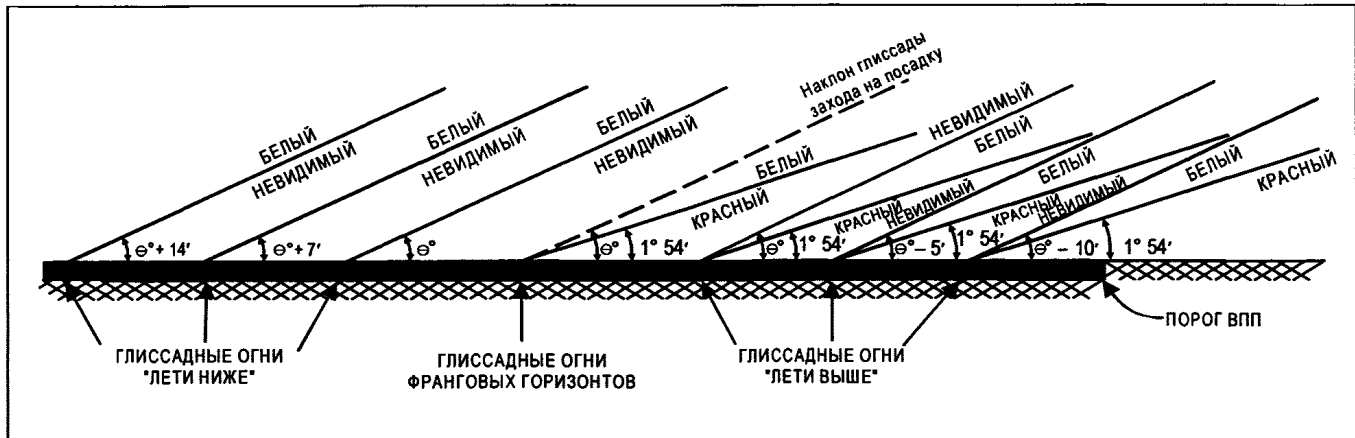 Наклон глиссады
захода на посадку
БЕЛЫЙ
НЕВИДИМЫЙ
БЕЛЫЙ
НЕВИДИМЫЙ
БЕЛЫЙ
НЕВИДИМЫЙ
БЕЛЫЙ
КРАСНЫЙ
НЕВИДИМЫЙ
БЕЛЫЙ
КРАСНЫЙ
НЕВИДИМЫЙ
БЕЛЫЙ
КРАСНЫЙ
НЕВИДИМЫЙ
БЕЛЫЙ
КРАСНЫЙ
Θ°+ 14′
Θ°+ 7′
Θ°
Θ° 1° 54′
Θ° 1° 54′
Θ°– 5′ 1° 54′
Θ°– 10′ 1° 54′
ПОРОГ ВПП
ГЛИССАДНЫЕ ОГНИ
"ЛЕТИ НИЖЕ"
ГЛИССАДНЫЕ ОГНИ
ФРАНГОВЫХ ГОРИЗОНТОВ
ГЛИССАДНЫЕ ОГНИ
"ЛЕТИ ВЫШЕ"